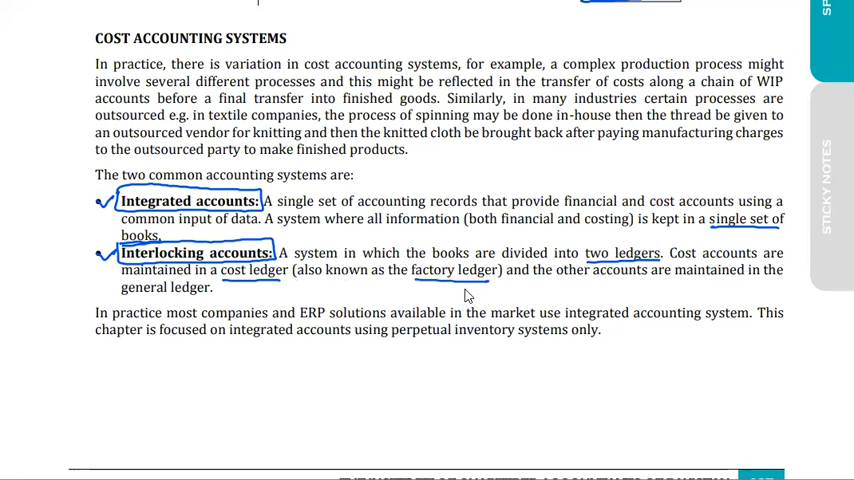 COST ACCOUNTING SYSTEMS
In practice, there is variation in cost accounting systems, for example, a complex production process might
involve several different processes and this might be reflected in the transfer of costs along a chain of WIP
accounts before a final transfer into finished goods. Similarly, in many industries certain processes are
outsourced e.g. in textile companies, the process of spinning may be done in-house then the thread be given to
an outsourced vendor for knitting and then the knitted cloth be brought back after paying manufacturing charges
to the outsourced party to make finished products.
The two common accounting systems are:
Integrated accounts: A single set of accounting records that provide financial and cost accounts using a
common input of data. A system where all information (both financial and costing) is kept in a single set of
books.
Interlocking accounts: A system in which the books are divided into two ledgers. Cost accounts are
maintained in a cost ledger (also known as the factory ledger) and the other accounts are maintained in the
general ledger.
In practice most companies and ERP solutions available in the market use integrated accounting system. This
chapter is focused on integrated accounts using perpetual inventory systems only.
STICKY NOTES